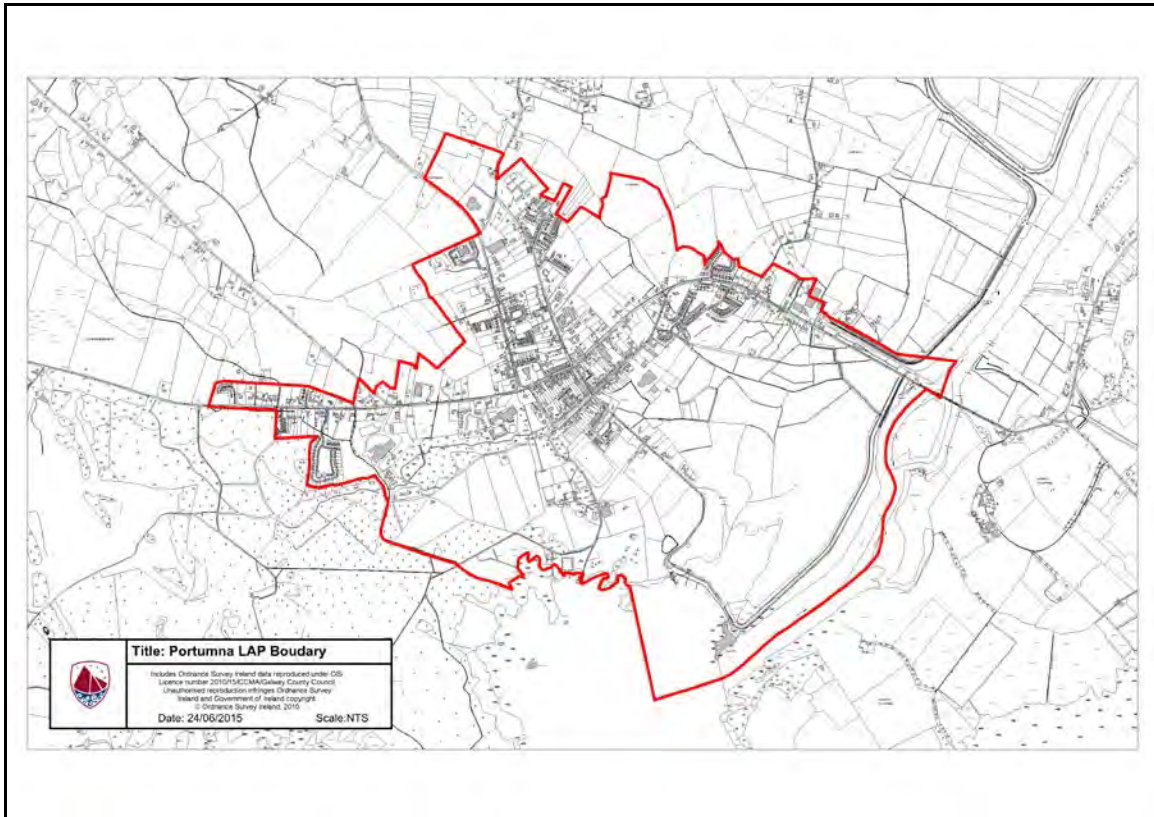 Title: Portumna LAP Boudary
Includes Ordnance Survey Ireland data reproduced under OSi
Licence number 2010/15/CCMA/Galway County Council
Unauthorised reproduction infringes Ordnance Survey
Ireland and Government of Ireland copyright.
© Ordnance Survey Ireland, 2010
Date: 24/06/2015 Scale:NTS